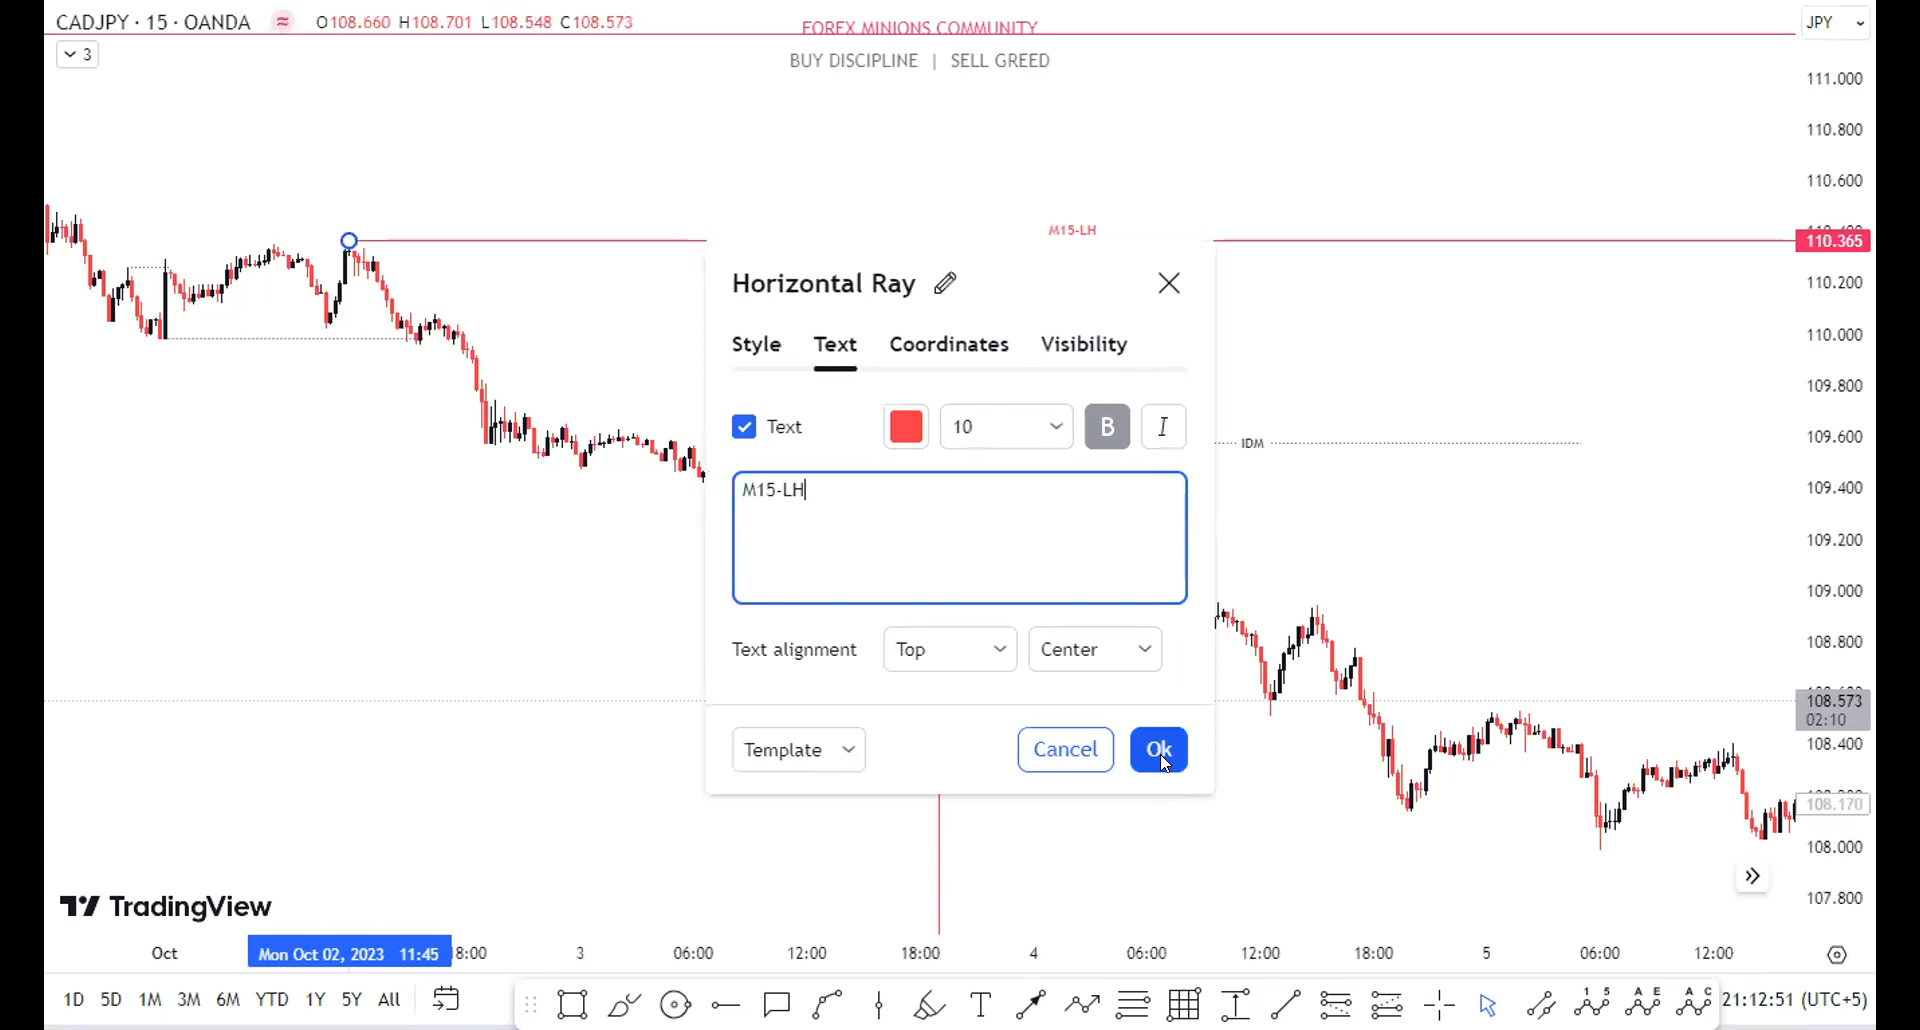 CADJPY · 15 · OANDA ≈ O108.660 H108.701 L108.548 C108.573
3
FOREX MINIONS COMMUNITY
BUY DISCIPLINE | SELL GREED
JPY
111.000
110.800
110.600
M15-LH
110.365
110.200
110.000
109.800
109.600
109.400
109.200
109.000
108.800
108.573
02:10
108.400
108.170
108.000
107.800
Horizontal Ray
Style Text Coordinates Visibility
Text 10 B I
M15-LH
IDM
Text alignment Top Center
Template Cancel Ok
TradingView
Oct Mon Oct 02, 2023 11:45 18:00 3 06:00 12:00 18:00 4 06:00 12:00 18:00 5 06:00 12:00
1D 5D 1M 3M 6M YTD 1Y 5Y All T 1 5 A E A C 21:12:51 (UTC+5)